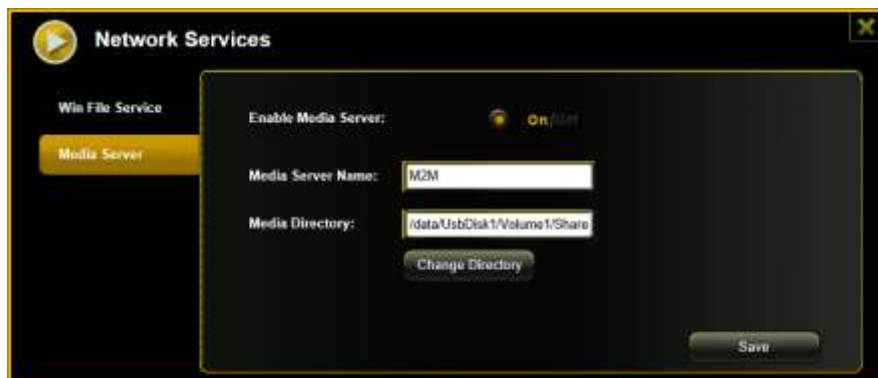 Network Services
Win File Service
Media Server
Enable Media Server:
On/Off
Media Server Name:
M2M
Media Directory:
/data/UsbDisk1/Volume1/Share
Change Directory
Save